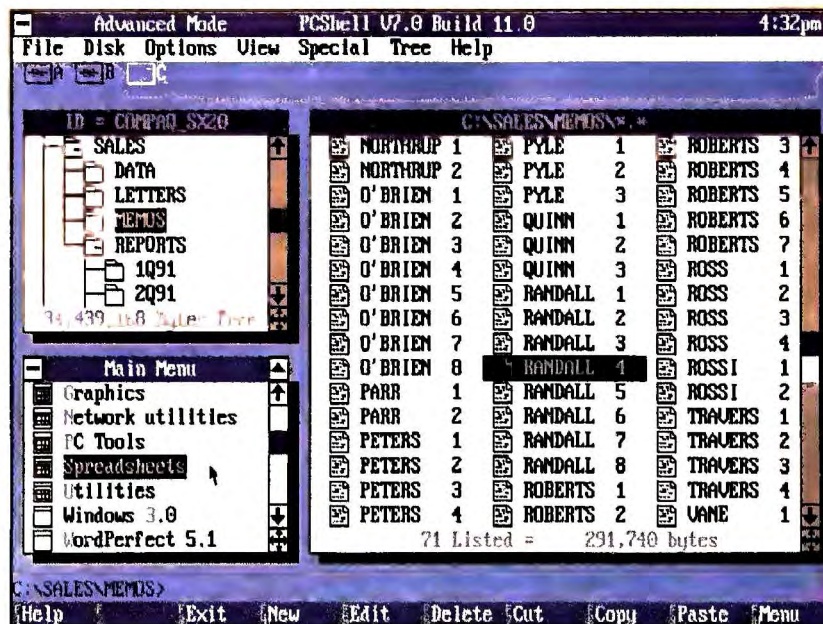 Advanced Mode PCShell V7.0 Build 11.0 4:32pm
File Disk Options View Special Tree Help
A B C
ID = COMPAQ_SX20
SALES
DATA
LETTERS
MEMOS
REPORTS
1Q91
2Q91
Bytes Free
Main Menu
Graphics
Network utilities
PC Tools
Spreadsheets
Utilities
Windows 3.0
WordPerfect 5.1
C:\SALES\MEMOS\*.*
NORTHRUP 1 PYLE 1 ROBERTS 3
NORTHRUP 2 PYLE 2 ROBERTS 4
O'BRIEN 1 PYLE 3 ROBERTS 5
O'BRIEN 2 QUINN 1 ROBERTS 6
O'BRIEN 3 QUINN 2 ROBERTS 7
O'BRIEN 4 QUINN 3 ROSS 1
O'BRIEN 5 RANDALL 1 ROSS 2
O'BRIEN 6 RANDALL 2 ROSS 3
O'BRIEN 7 RANDALL 3 ROSS 4
O'BRIEN 8 RANDALL 4 ROSSI 1
PARR 1 RANDALL 5 ROSSI 2
PARR 2 RANDALL 6 TRAVERS 1
PETERS 1 RANDALL 7 TRAVERS 2
PETERS 2 RANDALL 8 TRAVERS 3
PETERS 3 ROBERTS 1 TRAVERS 4
PETERS 4 ROBERTS 2 VANE 1
71 Listed = 291,740 bytes
C:\SALES\MEMOS>
Help Exit New Edit Delete Cut Copy Paste Menu